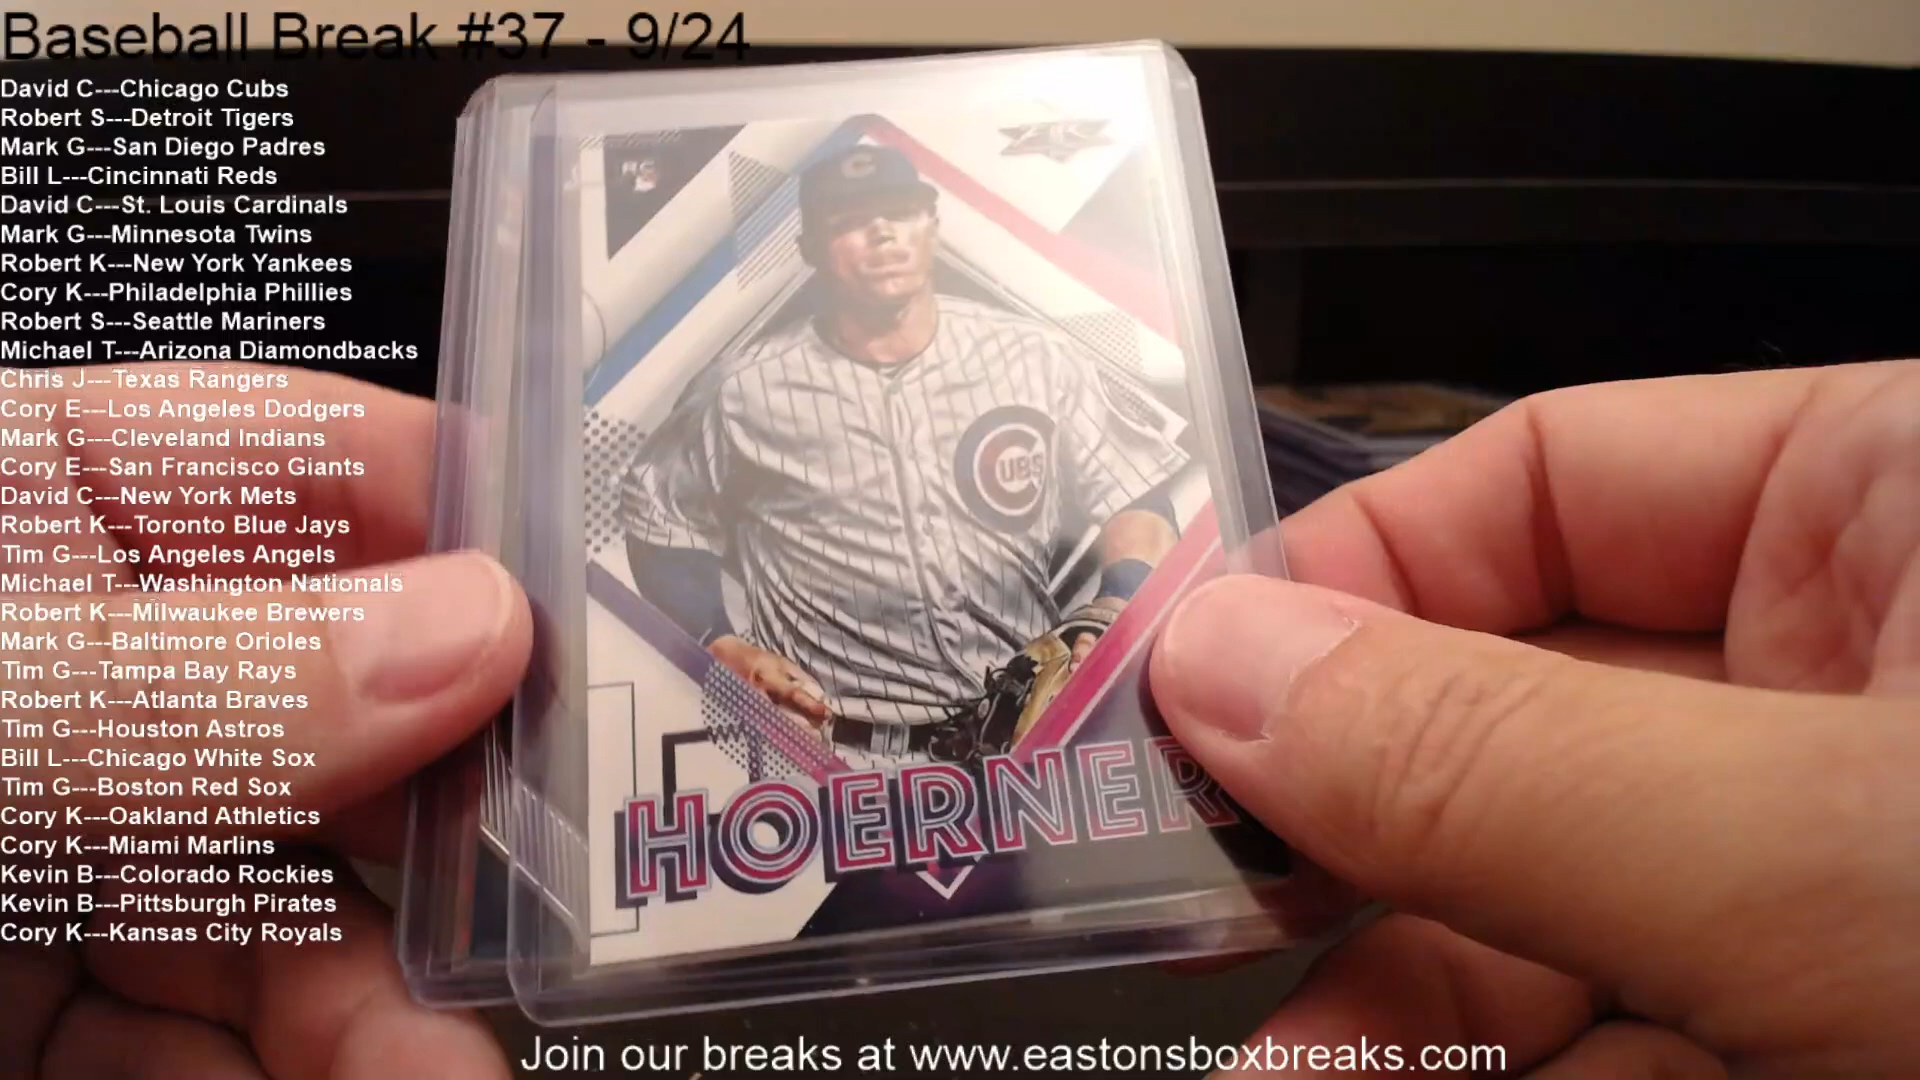 Baseball Break #37 - 9/24
David C---Chicago Cubs
Robert S---Detroit Tigers
Mark G---San Diego Padres
Bill L---Cincinnati Reds
David C---St. Louis Cardinals
Mark G---Minnesota Twins
Robert K---New York Yankees
Cory K---Philadelphia Phillies
Robert S---Seattle Mariners
Michael T---Arizona Diamondbacks
Chris J---Texas Rangers
Cory E---Los Angeles Dodgers
Mark G---Cleveland Indians
Cory E---San Francisco Giants
David C---New York Mets
Robert K---Toronto Blue Jays
Tim G---Los Angeles Angels
Michael T---Washington Nationals
Robert K---Milwaukee Brewers
Mark G---Baltimore Orioles
Tim G---Tampa Bay Rays
Robert K---Atlanta Braves
Tim G---Houston Astros
Bill L---Chicago White Sox
Tim G---Boston Red Sox
Cory K---Oakland Athletics
Cory K---Miami Marlins
Kevin B---Colorado Rockies
Kevin B---Pittsburgh Pirates
Cory K---Kansas City Royals
RC
C
CUBS
HOERNER
Join our breaks at www.eastonsboxbreaks.com